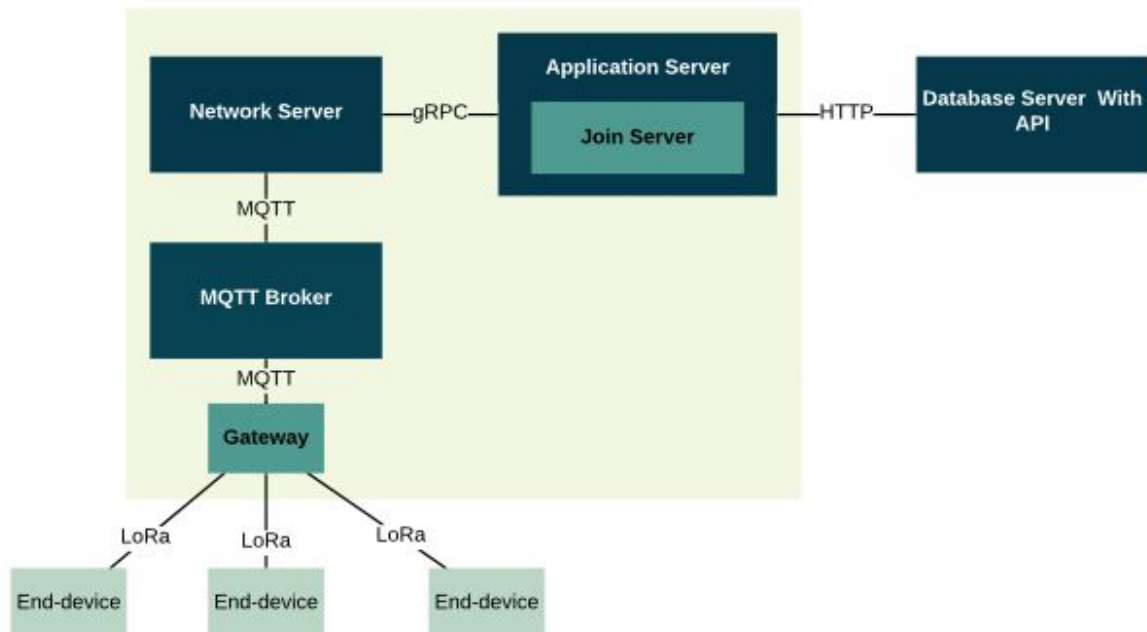 Application Server
Network Server
gRPC
Join Server
HTTP
Database Server With
API
MQTT
MQTT Broker
MQTT
Gateway
LoRa
LoRa
LoRa
End-device
End-device
End-device